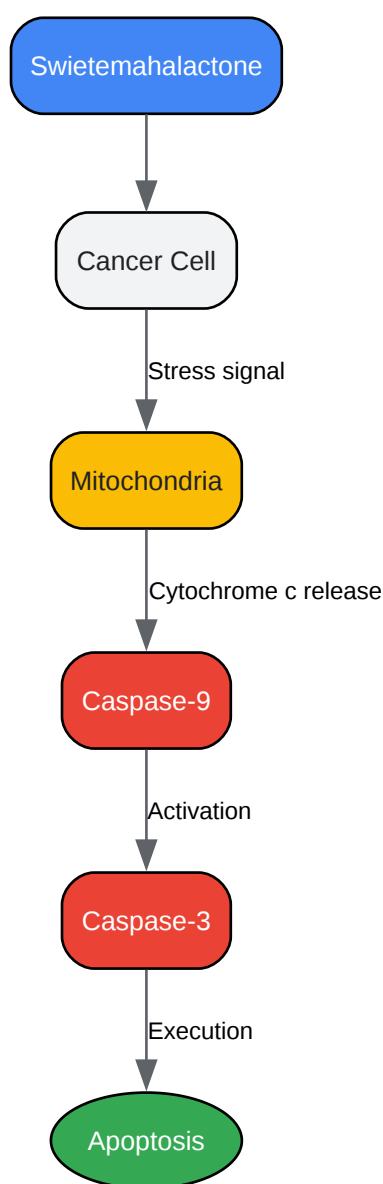 Swietemahalactone
Cancer Cell
Stress signal
Mitochondria
Cytochrome c release
Caspase-9
Activation
Caspase-3
Execution
Apoptosis